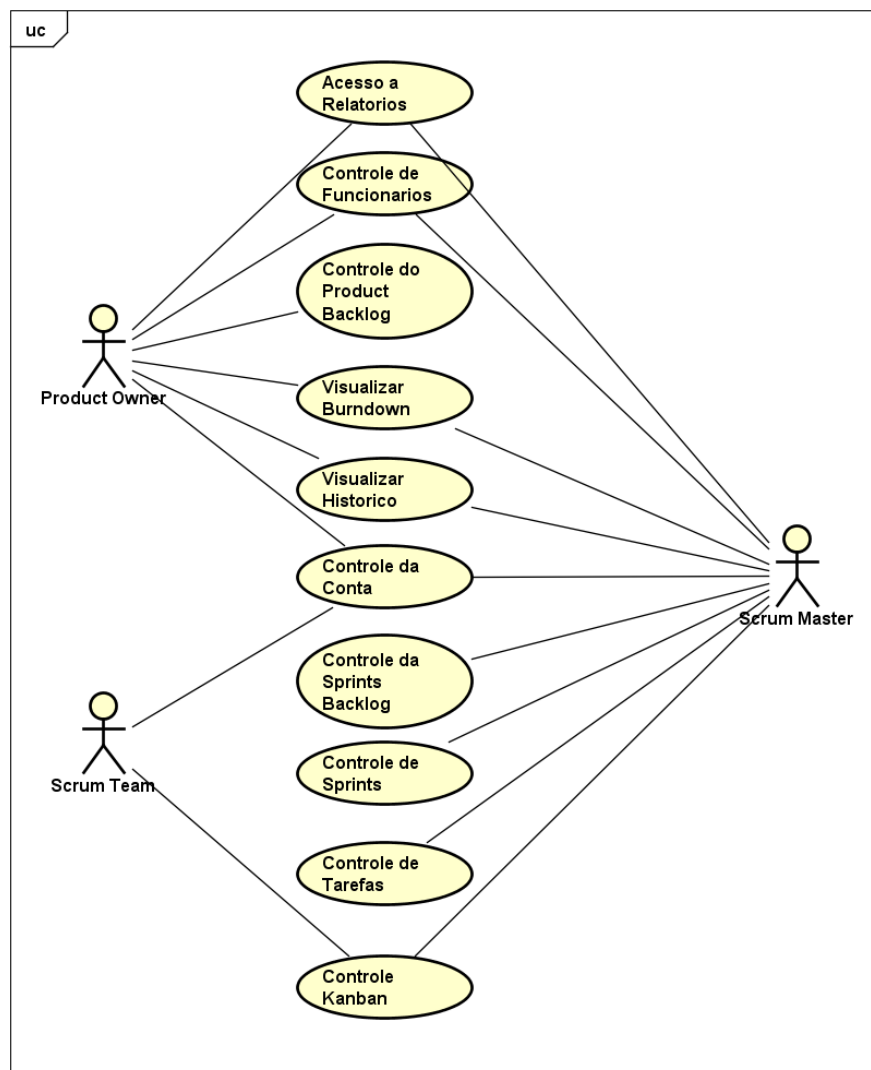 uc
Acesso a
Relatorios
Controle de
Funcionarios
Controle do
Product
Backlog
Product Owner
Visualizar
Burndown
Visualizar
Historico
Controle da
Conta
Scrum Master
Controle da
Sprints
Backlog
Scrum Team
Controle de
Sprints
Controle de
Tarefas
Controle
Kanban